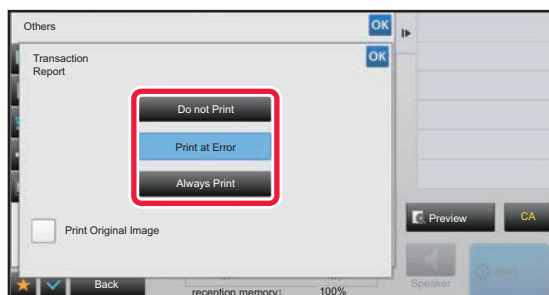 Others
OK
Transaction
Report
OK
Do not Print
Print at Error
Always Print
Print Original Image
Preview
CA
Back
reception memory:
100%
Speaker
Start